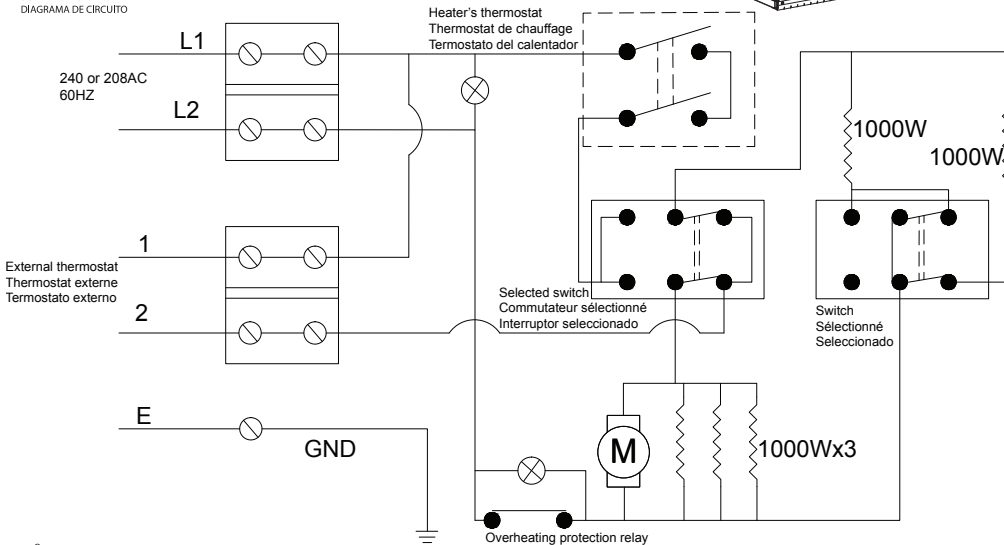 DIAGRAMA DE CIRCUITO
L1
240 or 208AC
60HZ
L2
Heater's thermostat
Thermostat de chauffage
Termostato del calentador
1000W
1000W
1
External thermostat
Thermostat externe
Termostato externo
2
Selected switch
Commutateur sélectionné
Interruptor seleccionado
Switch
Sélectionné
Seleccionado
E
GND
M
1000Wx3
Overheating protection relay